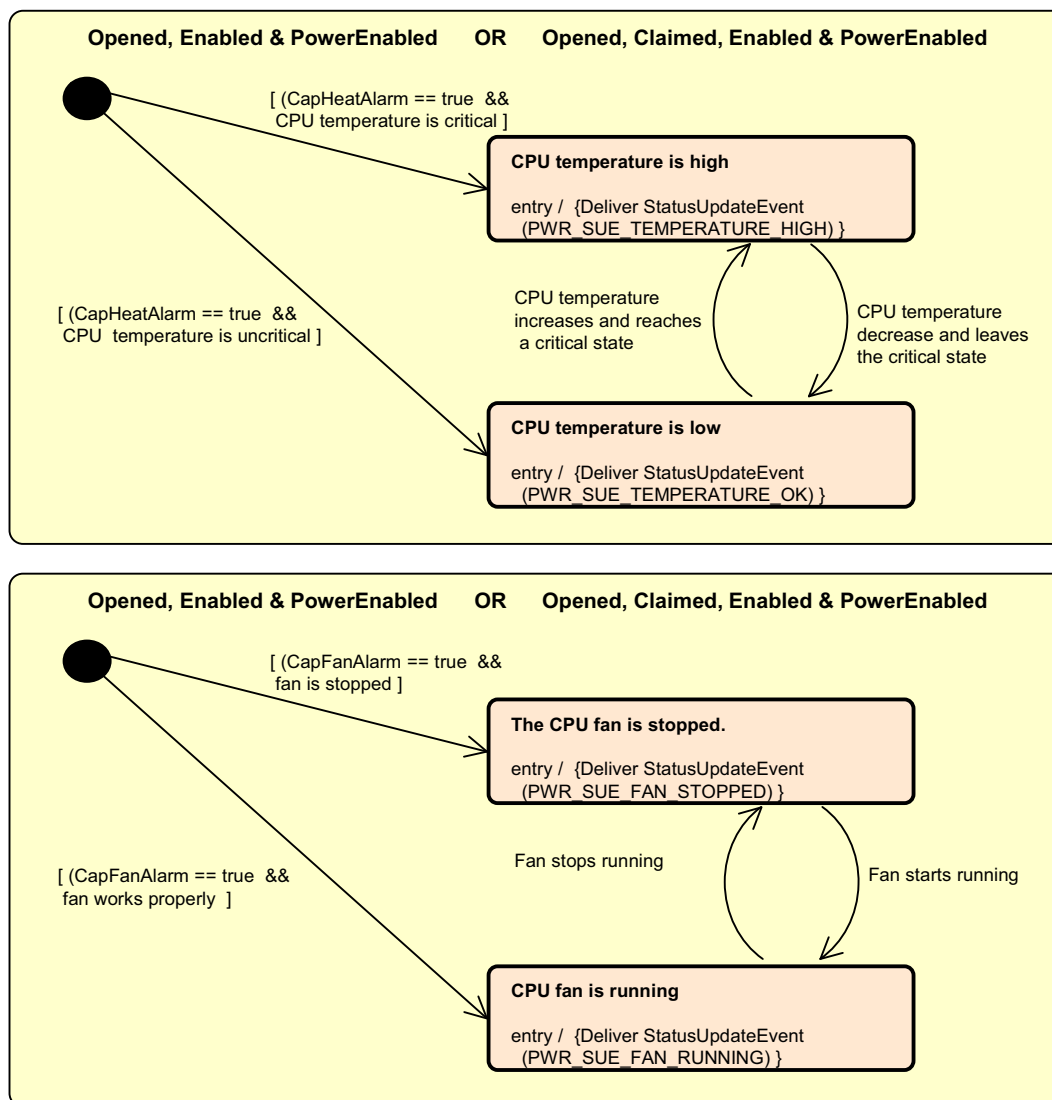 Opened, Enabled & PowerEnabled OR Opened, Claimed, Enabled & PowerEnabled
[ (CapHeatAlarm == true &&
CPU temperature is critical ]
CPU temperature is high
entry / {Deliver StatusUpdateEvent
(PWR_SUE_TEMPERATURE_HIGH) }
[ (CapHeatAlarm == true &&
CPU temperature is uncritical ]
CPU temperature
increases and reaches
a critical state
CPU temperature
decrease and leaves
the critical state
CPU temperature is low
entry / {Deliver StatusUpdateEvent
(PWR_SUE_TEMPERATURE_OK) }
Opened, Enabled & PowerEnabled OR Opened, Claimed, Enabled & PowerEnabled
[ (CapFanAlarm == true &&
fan is stopped ]
The CPU fan is stopped.
entry / {Deliver StatusUpdateEvent
(PWR_SUE_FAN_STOPPED) }
[ (CapFanAlarm == true &&
fan works properly ]
Fan stops running
Fan starts running
CPU fan is running
entry / {Deliver StatusUpdateEvent
(PWR_SUE_FAN_RUNNING) }